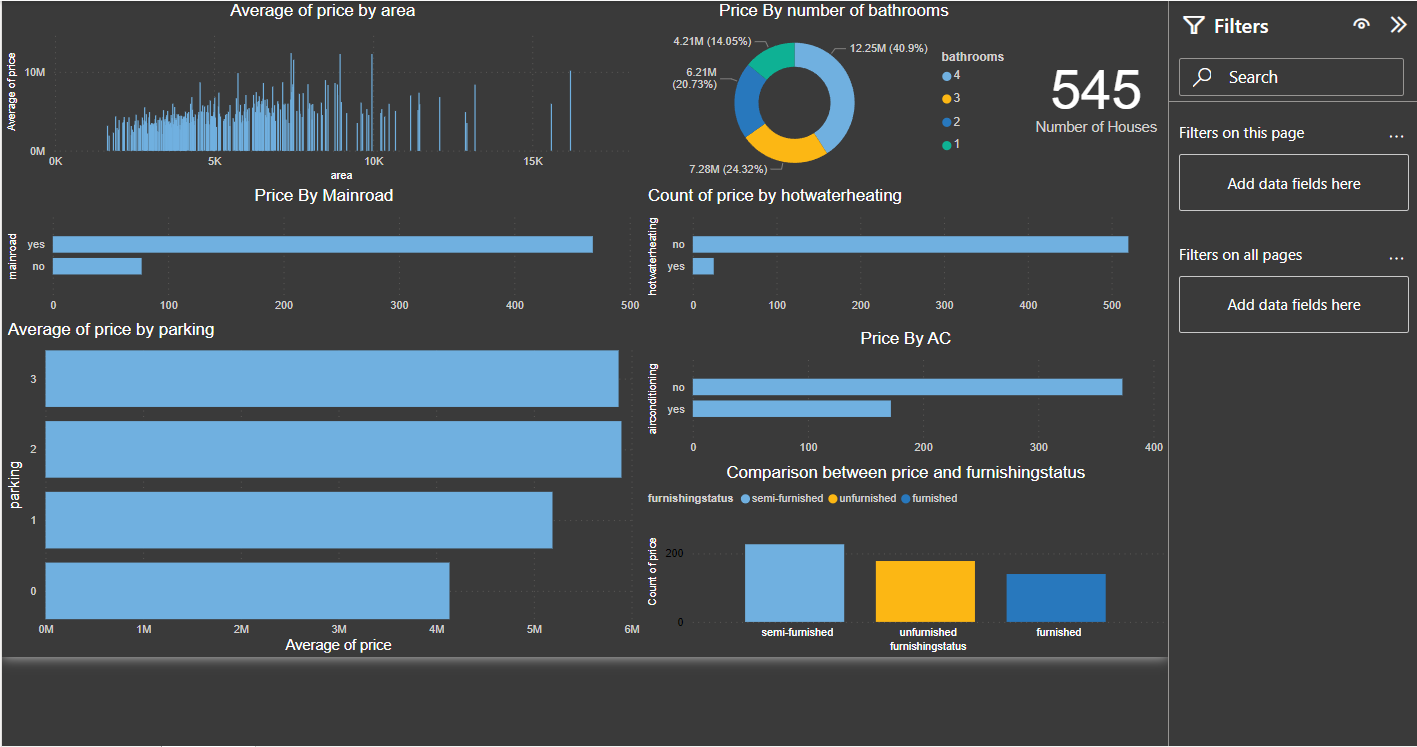 Average of price by area
Average of price
10M
0M
0K
5K
10K
15K
area
Price By number of bathrooms
4.21M (14.05%)
12.25M (40.9%)
6.21M
(20.73%)
7.28M (24.32%)
bathrooms
4
3
2
1
545
Number of Houses
Price By Mainroad
mainroad
yes
no
0
100
200
300
400
500
Count of price by hotwaterheating
hotwaterheating
no
yes
0
100
200
300
400
500
Average of price by parking
parking
3
2
1
0
0M
1M
2M
3M
4M
5M
6M
Average of price
Price By AC
airconditioning
no
yes
0
100
200
300
400
Comparison between price and furnishingstatus
furnishingstatus semi-furnished unfurnished furnished
Count of price
200
0
semi-furnished
unfurnished
furnished
furnishingstatus
Filters
Search
Filters on this page
...
Add data fields here
Filters on all pages
...
Add data fields here